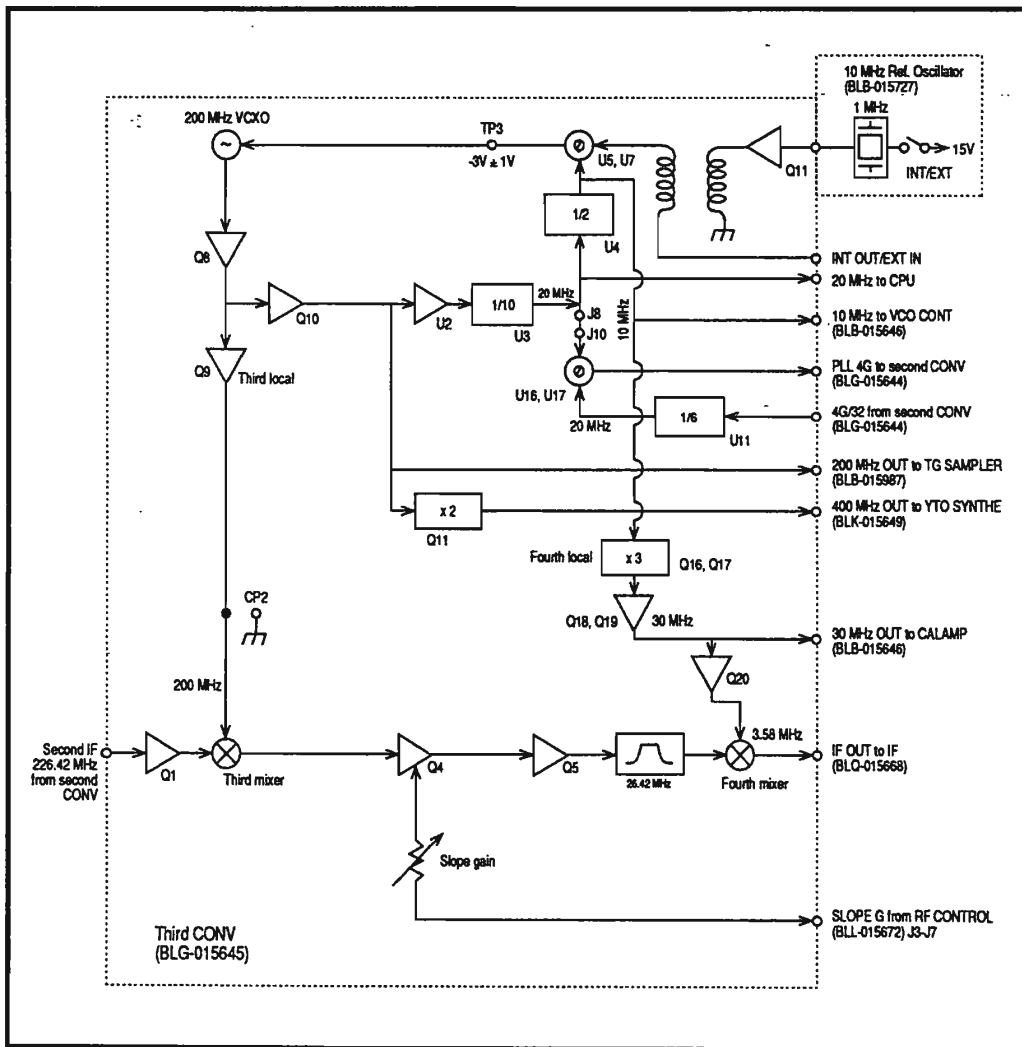 10 MHz Ref. Oscillator
(BLB-015727)
1 MHz
15V
INT/EXT
200 MHz VCXO
TP3
-3V ± 1V
U5, U7
Q11
1/2
U4
INT OUT/EXT IN
Q8
20 MHz to CPU
Q10
U2
1/10
U3
20 MHz
J8
J10
10 MHz
10 MHz to VCO CONT
(BLB-015646)
Q9
Third local
U16, U17
PLL 4G to second CONV
(BLG-015644)
20 MHz
1/6
U11
4G/32 from second CONV
(BLG-015644)
200 MHz OUT to TG SAMPLER
(BLB-015987)
x 2
Q11
400 MHz OUT to YTO SYNTHE
(BLK-015649)
Fourth local
x 3
Q16, Q17
CP2
Q18, Q19
30 MHz
30 MHz OUT to CALAMP
(BLB-015646)
Q20
200 MHz
3.58 MHz
Second IF
226.42 MHz
from second
CONV
Q1
Third mixer
Q4
Q5
26.42 MHz
Fourth mixer
IF OUT to IF
(BLQ-015668)
Slope gain
SLOPE G from RF CONTROL
(BLL-015672) J3-J7
Third CONV
(BLG-015645)